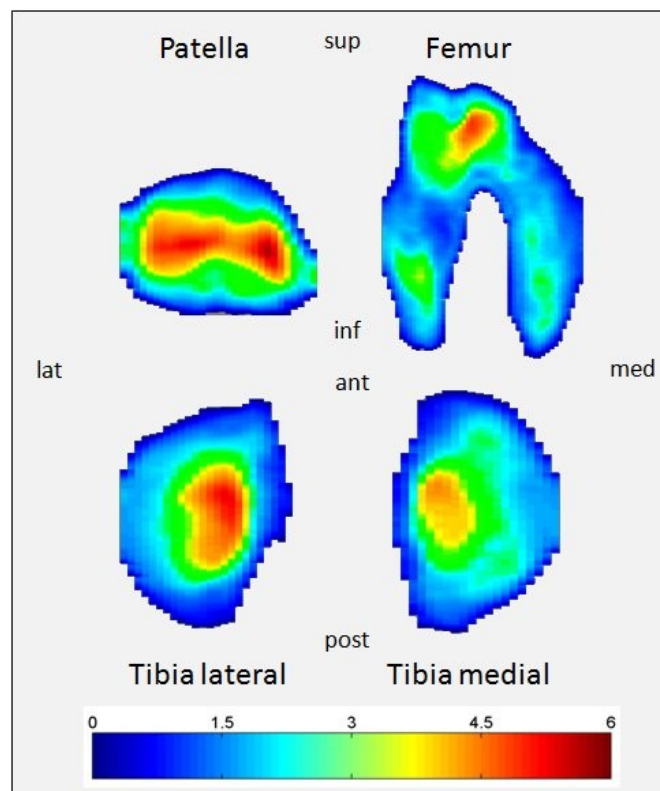 Patella
sup
Femur
inf
lat
ant
med
post
Tibia lateral
Tibia medial
0 1.5 3 4.5 6